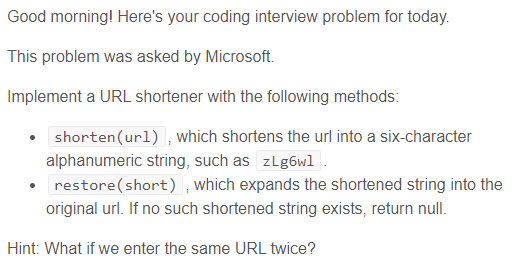 Good morning! Here's your coding interview problem for today.
This problem was asked by Microsoft.
Implement a URL shortener with the following methods:
• shorten(url) , which shortens the url into a six-character
alphanumeric string, such as zLg6wl .
• restore(short) , which expands the shortened string into the
original url. If no such shortened string exists, return null.
Hint: What if we enter the same URL twice?